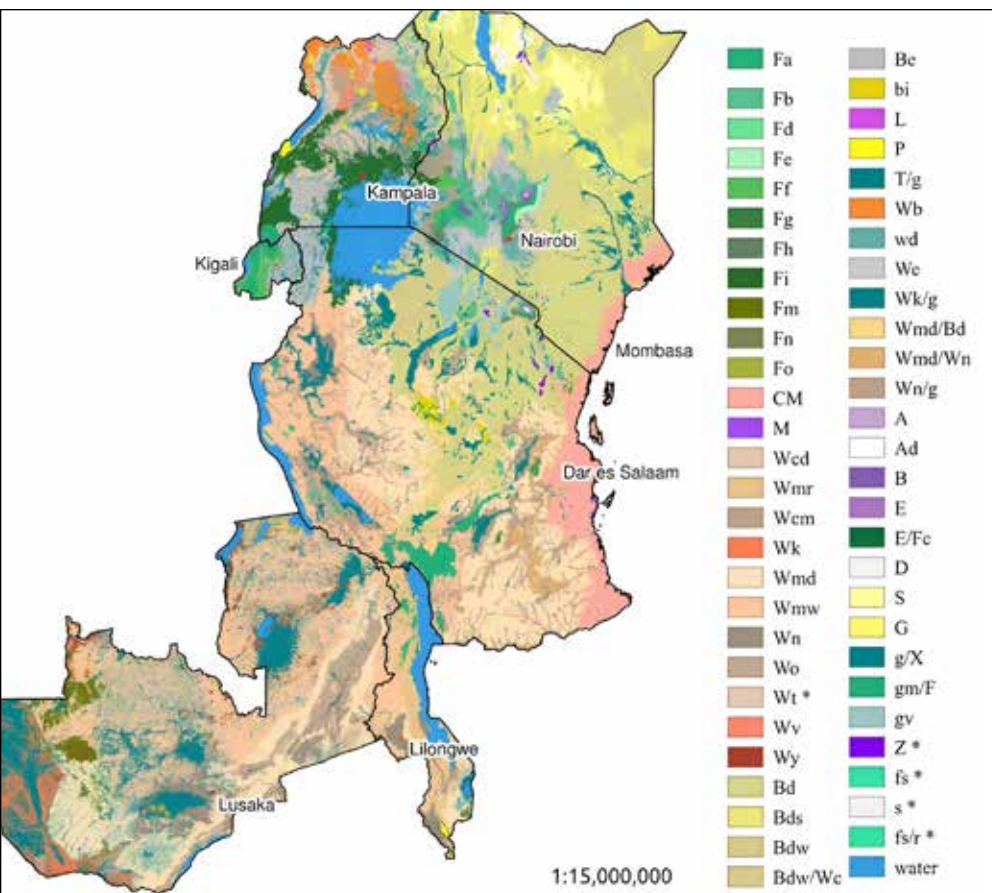 Kampala
Kigali
Nairobi
Mombasa
Dar es Salaam
Lilongwe
Lusaka
1:15,000,000
Fa
Fb
Fd
Fe
Ff
Fg
Fh
Fi
Fm
Fn
Fo
CM
M
Wcd
Wmr
Wcm
Wk
Wmd
Wmw
Wn
Wo
Wt *
Wv
Wy
Bd
Bds
Bdw
Bdw/Wc
Be
bi
L
P
T/g
Wb
wd
We
Wk/g
Wmd/Bd
Wmd/Wn
Wn/g
A
Ad
B
E
E/Fc
D
S
G
g/X
gm/F
gv
Z *
fs *
s *
fs/r *
water